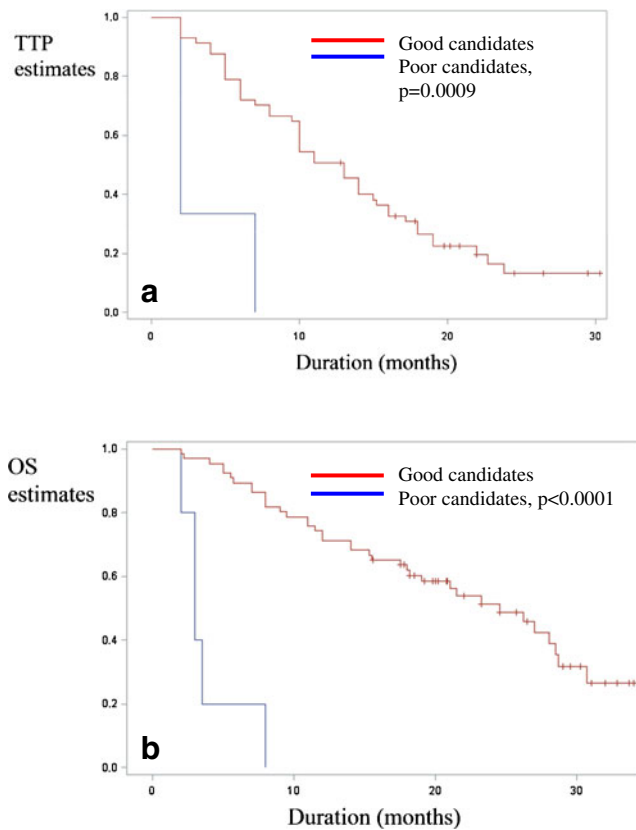 TTP
estimates
1.0
0.8
0.6
0.4
0.2
0.0
Good candidates
Poor candidates,
p=0.0009
a
0 10 20 30
Duration (months)
OS
estimates
1.0
0.8
0.6
0.4
0.2
0.0
Good candidates
Poor candidates, p<0.0001
b
0 10 20 30
Duration (months)